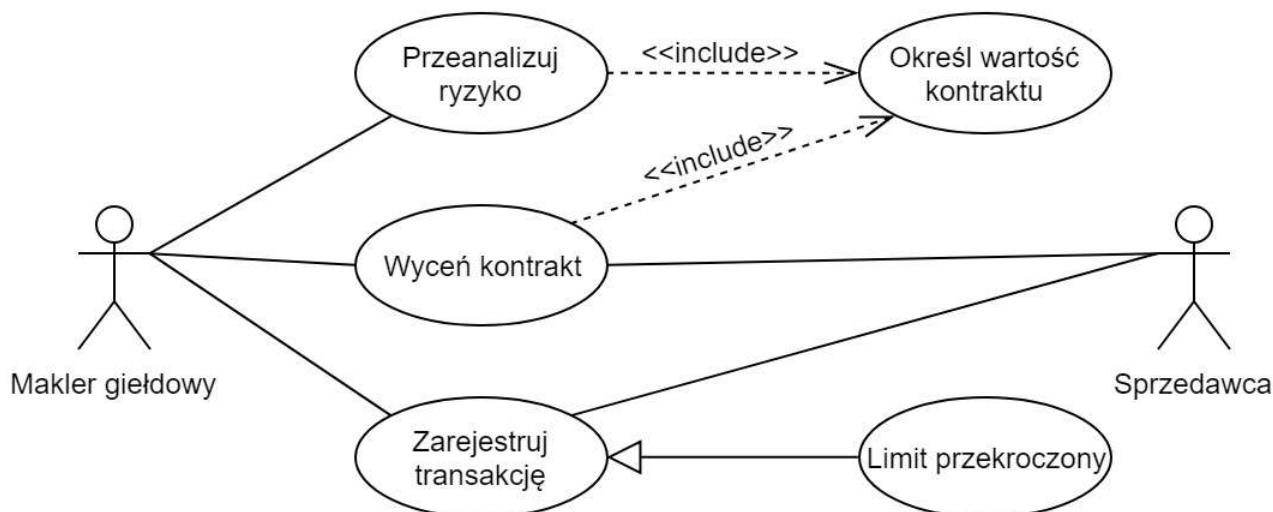 Przeanalizuj
ryzyko
<<include>>
Określ wartość
kontraktu
<<include>>
Wyceń kontrakt
Makler giełdowy
Sprzedawca
Zarejestruj
transakcję
Limit przekroczony